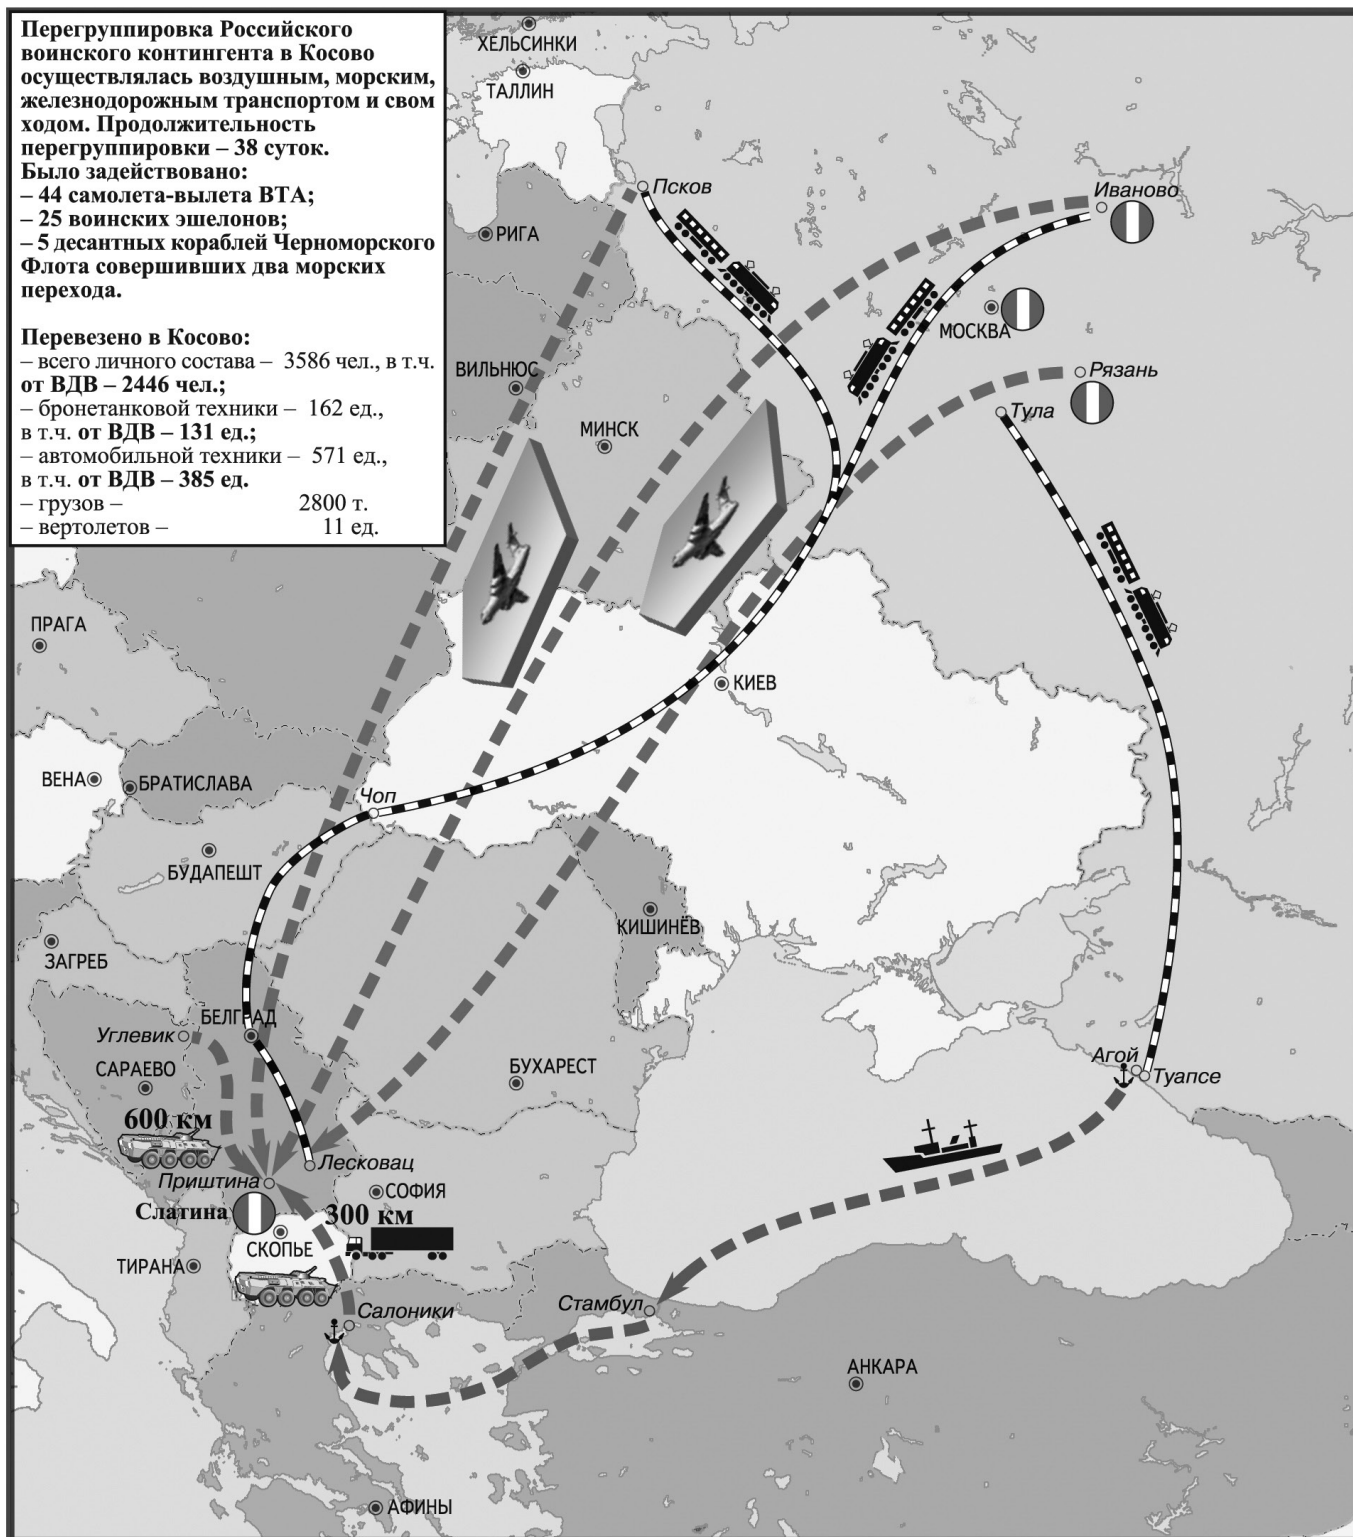 Перегруппировка Российского
воинского контингента в Косово
осуществлялась воздушным, морским,
железнодорожным транспортом и свом
ходом. Продолжительность
перегруппировки – 38 суток.
Было задействовано:
– 44 самолета-вылета ВТА;
– 25 воинских эшелонов;
– 5 десантных кораблей Черноморского
Флота совершивших два морских
перехода.
Перевезено в Косово:
– всего личного состава – 3586 чел., в т.ч.
от ВДВ – 2446 чел.;
– бронетанковой техники – 162 ед.,
в т.ч. от ВДВ – 131 ед.;
– автомобильной техники – 571 ед.,
в т.ч. от ВДВ – 385 ед.
– грузов – 2800 т.
– вертолетов – 11 ед.
ХЕЛЬСИНКИ
ТАЛЛИН
Псков
Иваново
РИГА
МОСКВА
ВИЛЬНЮС
Рязань
Тула
МИНСК
ПРАГА
КИЕВ
ВЕНА
БРАТИСЛАВА
Чоп
БУДАПЕШТ
КИШИНЁВ
ЗАГРЕБ
БЕЛГРАД
Углевик
САРАЕВО
БУХАРЕСТ
Агой
Туапсе
600 км
Лесковац
Приштина
СОФИЯ
Слатина
300 км
СКОПЬЕ
ТИРАНА
Салоники
Стамбул
АНКАРА
АФИНЫ